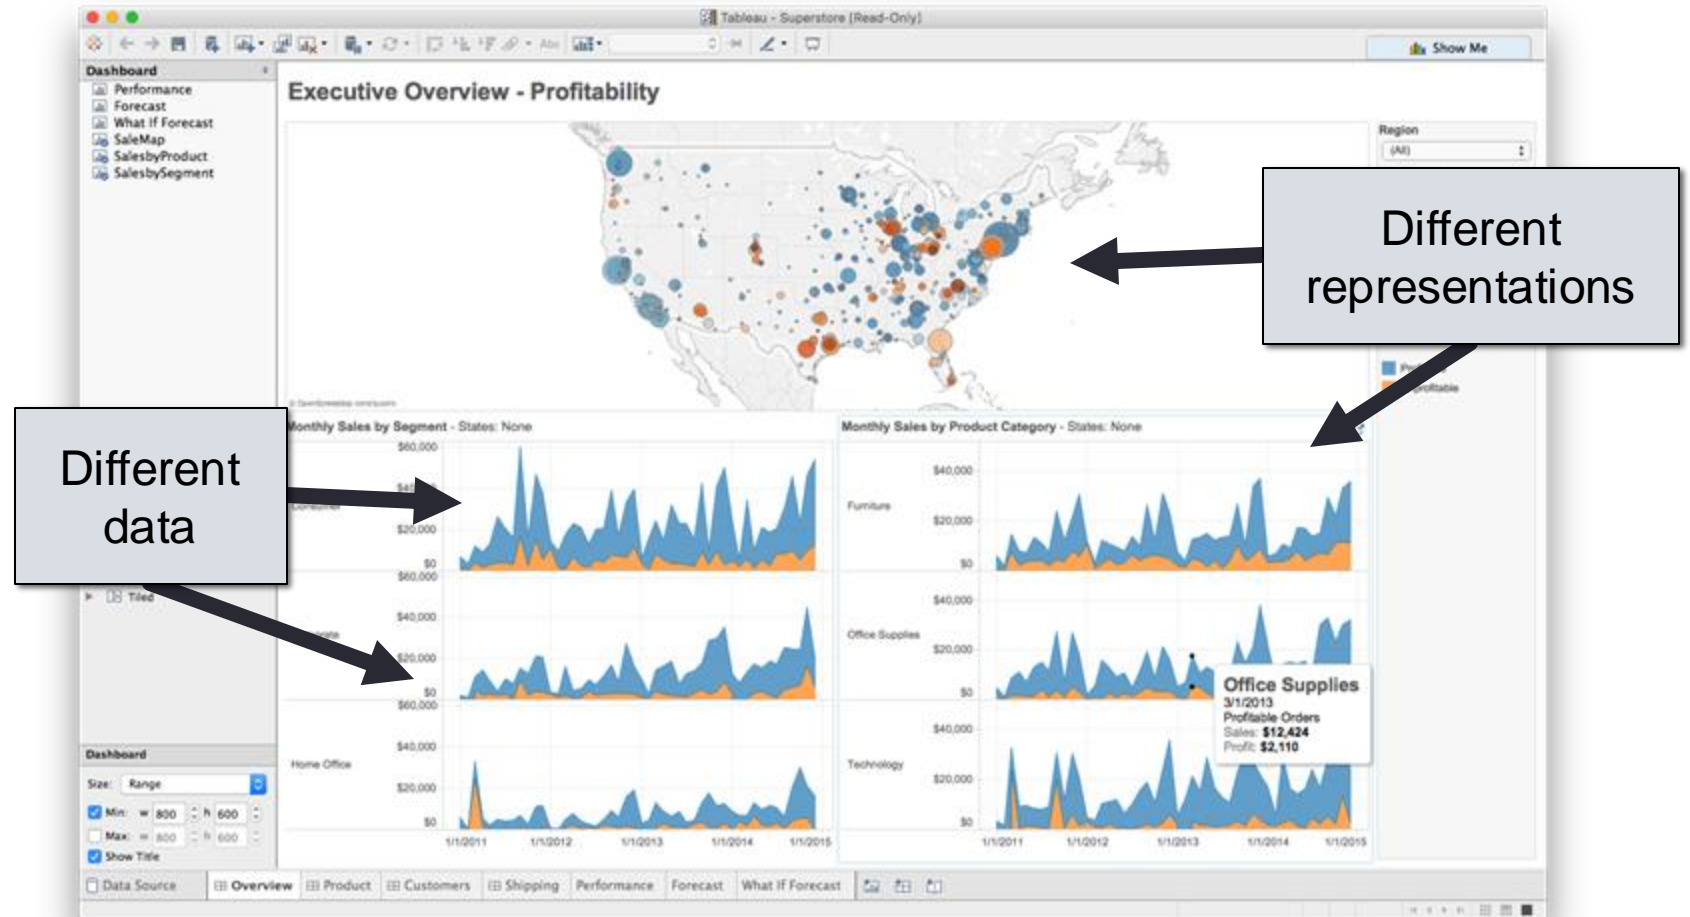 Tableau - Superstore [Read-Only]
Show Me
Dashboard
Performance
Forecast
What If Forecast
SaleMap
SalesbyProduct
SalesbySegment
Executive Overview - Profitability
Region
(All)
Different
representations
Different
data
Tiled
Monthly Sales by Segment - States: None
$60,000
$20,000
$0
$60,000
$40,000
$20,000
$0
$60,000
Home Office
$40,000
$20,000
$0
1/1/2011 1/1/2012 1/1/2013 1/1/2014 1/1/2015
Monthly Sales by Product Category - States: None
Furniture
$40,000
$20,000
$0
Office Supplies
$40,000
$20,000
$0
Technology
$40,000
$20,000
$0
1/1/2011 1/1/2012 1/1/2013 1/1/2014 1/1/2015
Office Supplies
3/1/2013
Profitable Orders
Sales: $12,424
Profit: $2,110
Dashboard
Size: Range
Min: w 800 h 600
Max: w 800 h 600
Show Title
Data Source Overview Product Customers Shipping Performance Forecast What If Forecast